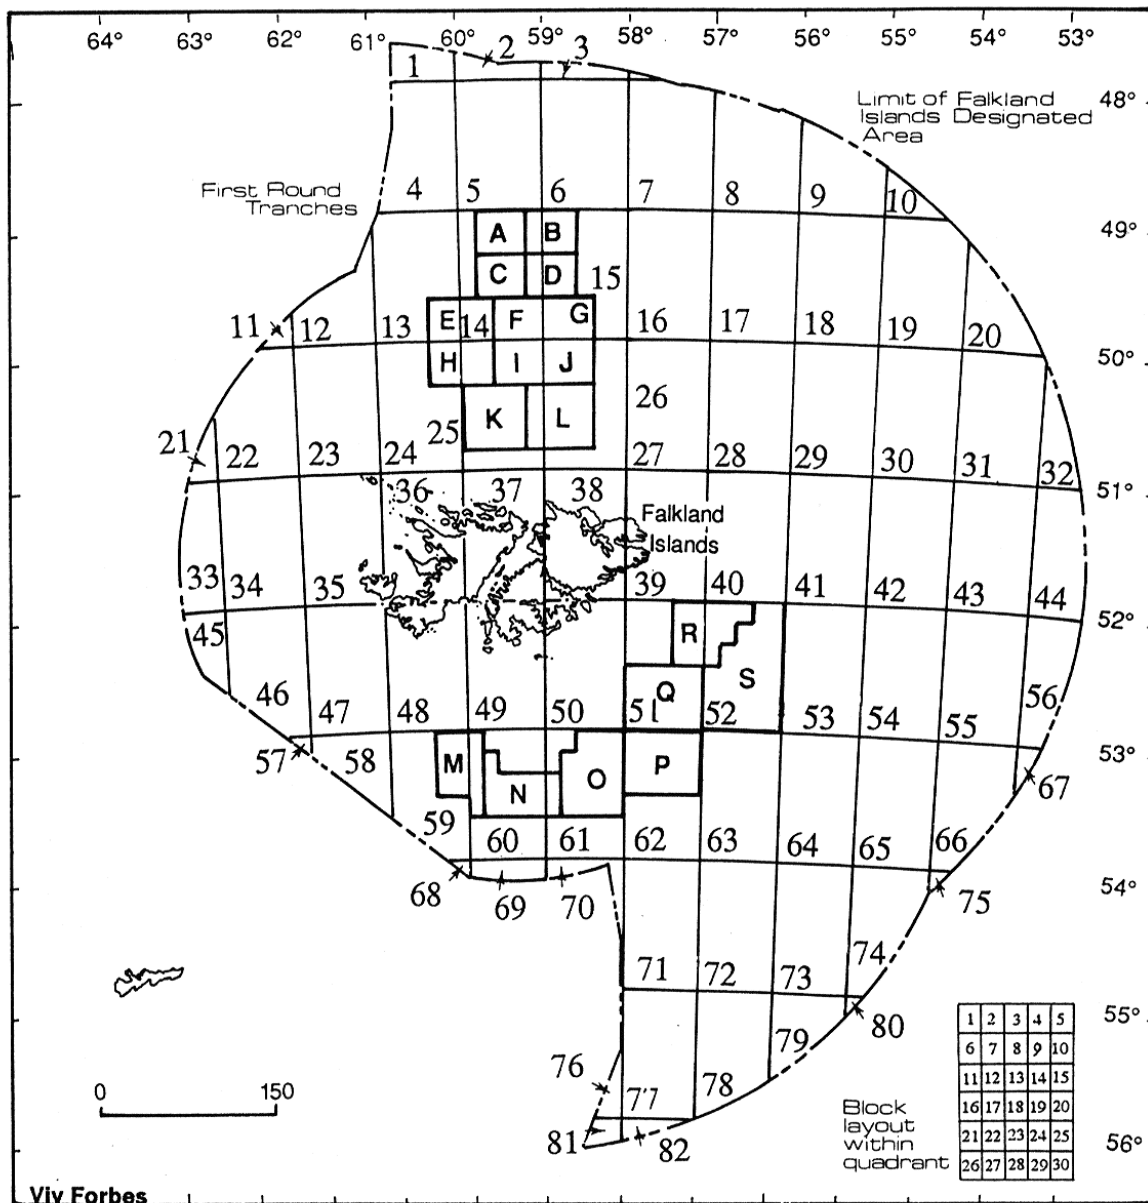 64° 63° 62° 61° 60° 59° 58° 57° 56° 55° 54° 53°
1 2 3
48°
Limit of Falkland
Islands Designated
Area
First Round
Tranches
4 5 6 7 8 9 10
49°
A B
C D 15
11 12 13 E 14 F G 16 17 18 19 20
50°
H I J
K L 26
21 22 23 24 25 27 28 29 30 31 32
51°
36 37 38 Falkland
Islands
33 34 35 39 40 41 42 43 44
52°
45 R
Q S
46 47 48 49 50 51 52 53 54 55 56
53°
57 58 M N O P 67
59 60 61 62 63 64 65 66
54°
68 69 70 75
71 72 73 74
55°
80
76 77 78 79
81 82
56°
0 150
Block
layout
within
quadrant
1 2 3 4 5
6 7 8 9 10
11 12 13 14 15
16 17 18 19 20
21 22 23 24 25
26 27 28 29 30
Viv Forbes